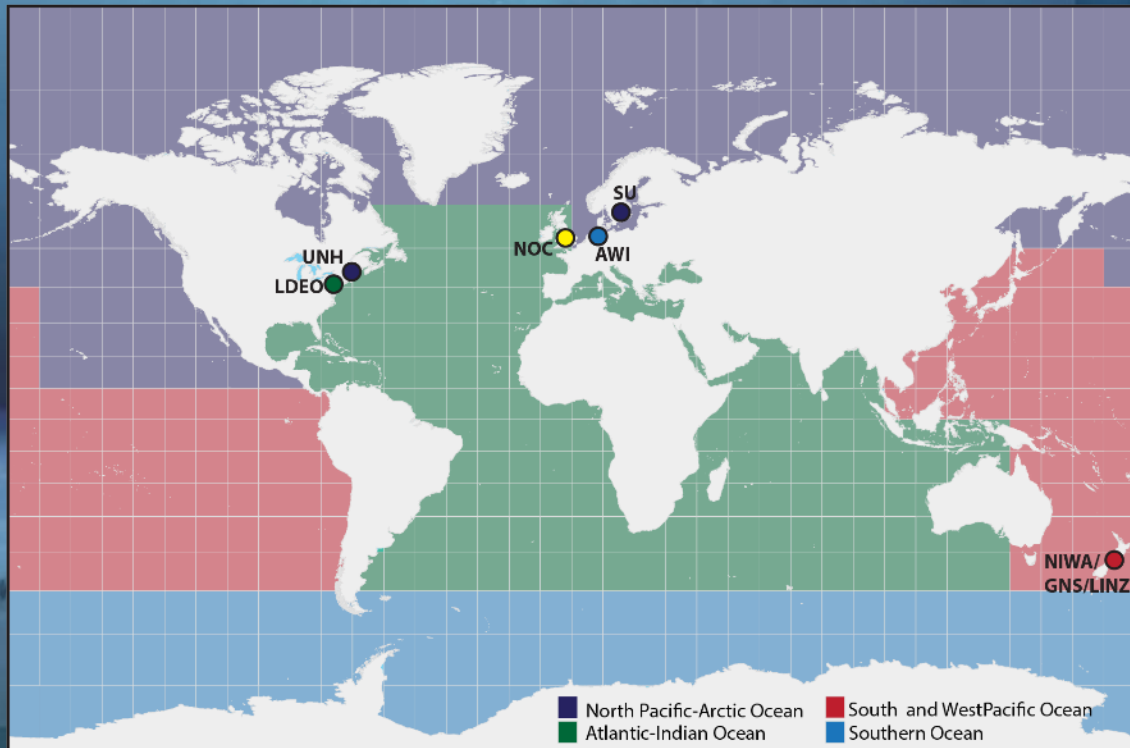 SU
NOC
AWI
UNH
LDEO
NIWA/
GNS/LINZ
North Pacific-Arctic Ocean
Atlantic-Indian Ocean
South and WestPacific Ocean
Southern Ocean